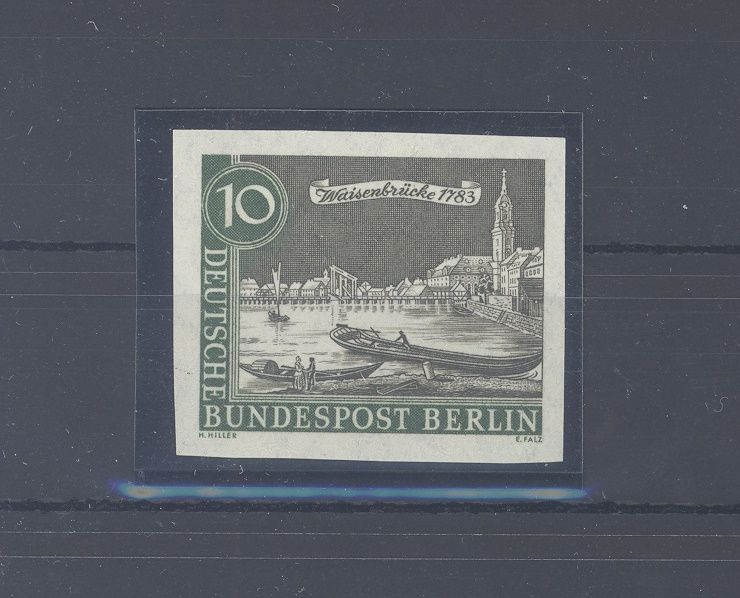 10
Waisenbrücke 1783
DEUTSCHE
BUNDESPOST BERLIN
H. HILLER
E. FALZ